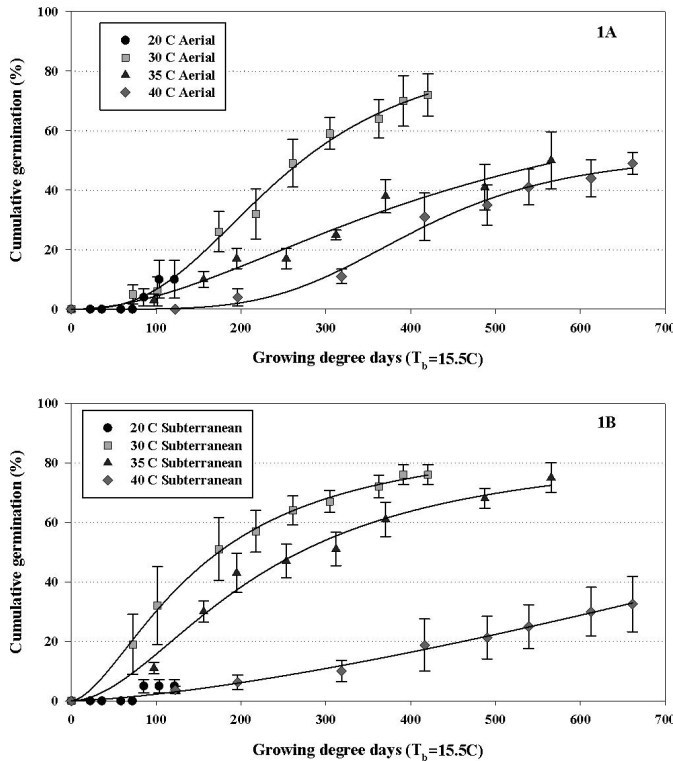 1A
20 C Aerial
30 C Aerial
35 C Aerial
40 C Aerial
Cumulative germination (%)
100
80
60
40
20
0
0 100 200 300 400 500 600 700
Growing degree days (Tb=15.5C)
1B
20 C Subterranean
30 C Subterranean
35 C Subterranean
40 C Subterranean
Cumulative germination (%)
100
80
60
40
20
0
0 100 200 300 400 500 600 700
Growing degree days (Tb=15.5C)